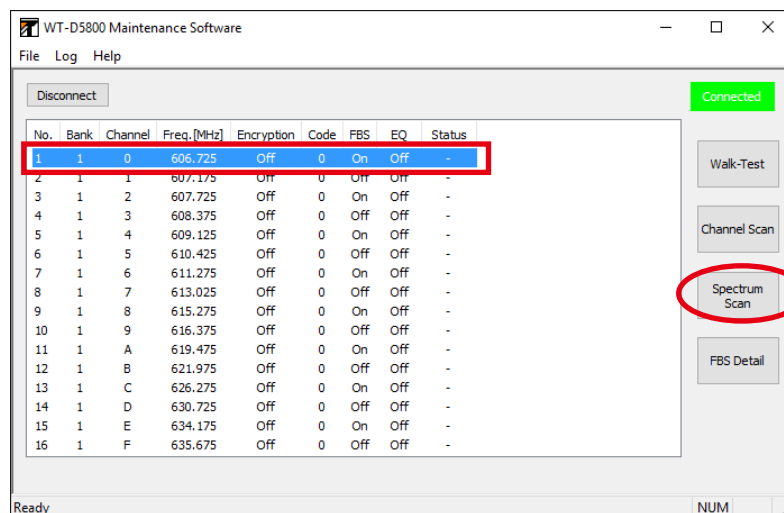 WT-D5800 Maintenance Software
File Log Help
Disconnect
Connected
No. Bank Channel Freq.[MHz] Encryption Code FBS EQ Status
1 1 0 606.725 Off 0 On Off -
2 1 1 607.175 Off 0 Off Off -
3 1 2 607.725 Off 0 On Off -
4 1 3 608.375 Off 0 Off Off -
5 1 4 609.125 Off 0 On Off -
6 1 5 610.425 Off 0 Off Off -
7 1 6 611.275 Off 0 On Off -
8 1 7 613.025 Off 0 Off Off -
9 1 8 615.275 Off 0 On Off -
10 1 9 616.375 Off 0 Off Off -
11 1 A 619.475 Off 0 On Off -
12 1 B 621.975 Off 0 Off Off -
13 1 C 626.275 Off 0 On Off -
14 1 D 630.725 Off 0 Off Off -
15 1 E 634.175 Off 0 On Off -
16 1 F 635.675 Off 0 Off Off -
Walk-Test
Channel Scan
Spectrum
Scan
FBS Detail
Ready
NUM